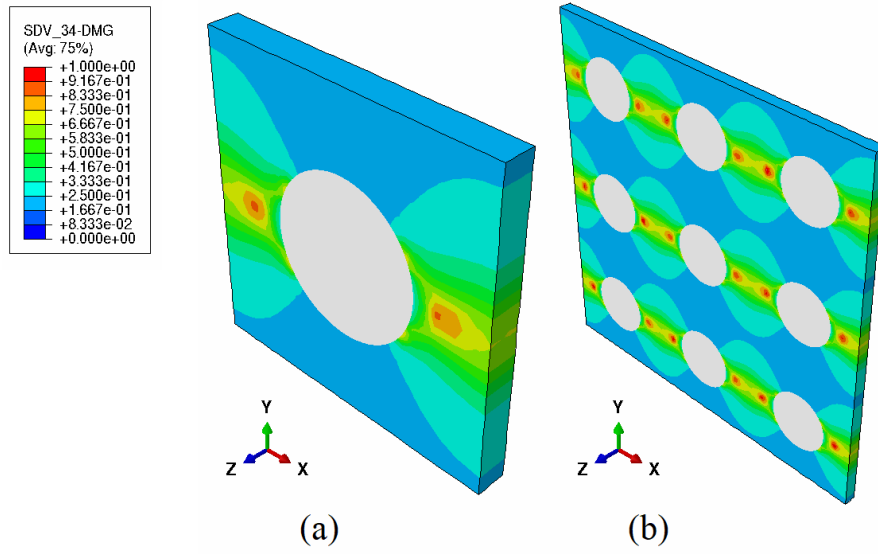 SDV_34-DMG
(Avg: 75%)
+1.000e+00
+9.167e-01
+8.333e-01
+7.500e-01
+6.667e-01
+5.833e-01
+5.000e-01
+4.167e-01
+3.333e-01
+2.500e-01
+1.667e-01
+8.333e-02
+0.000e+00
Y
Z X
Y
Z X
(a) (b)